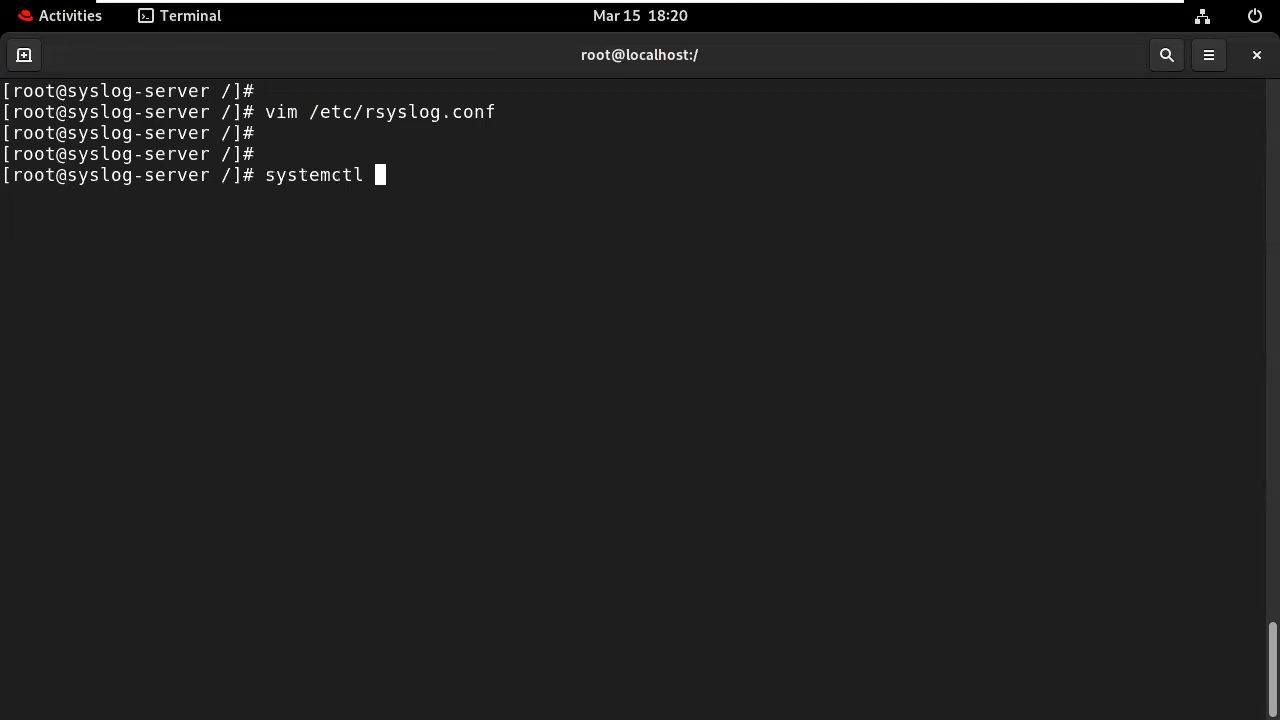 Activities Terminal Mar 15 18:20
root@localhost:/
[root@syslog-server /]#
[root@syslog-server /]# vim /etc/rsyslog.conf
[root@syslog-server /]#
[root@syslog-server /]#
[root@syslog-server /]# systemctl